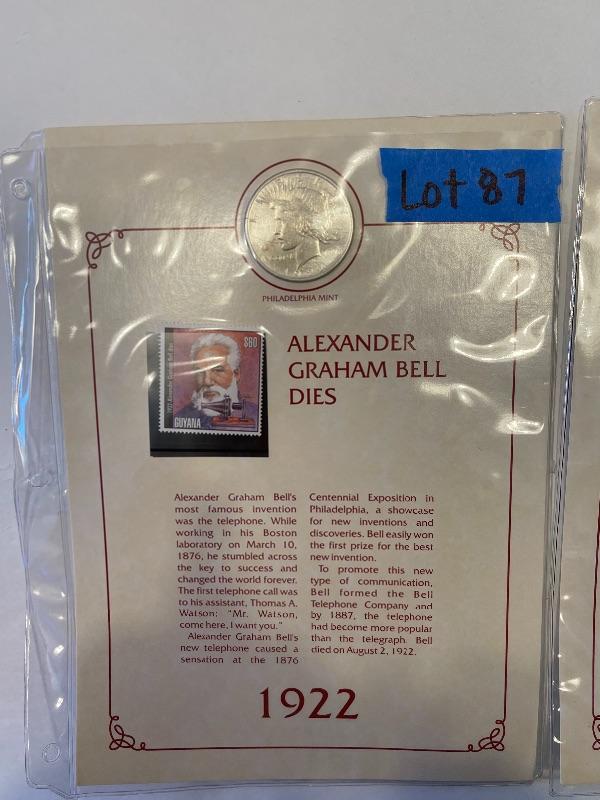 Lot 87
PHILADELPHIA MINT
$60
1922 Alexander Graham Bell Dies
GUYANA
ALEXANDER
GRAHAM BELL
DIES
Alexander Graham Bell's
most famous invention
was the telephone. While
working in his Boston
laboratory on March 10,
1876, he stumbled across
the key to success and
changed the world forever.
The first telephone call was
to his assistant, Thomas A.
Watson: "Mr. Watson,
come here, I want you."
Alexander Graham Bell's
new telephone caused a
sensation at the 1876
Centennial Exposition in
Philadelphia, a showcase
for new inventions and
discoveries. Bell easily won
the first prize for the best
new invention.
To promote this new
type of communication,
Bell formed the Bell
Telephone Company and
by 1887, the telephone
had become more popular
than the telegraph. Bell
died on August 2, 1922.
1922